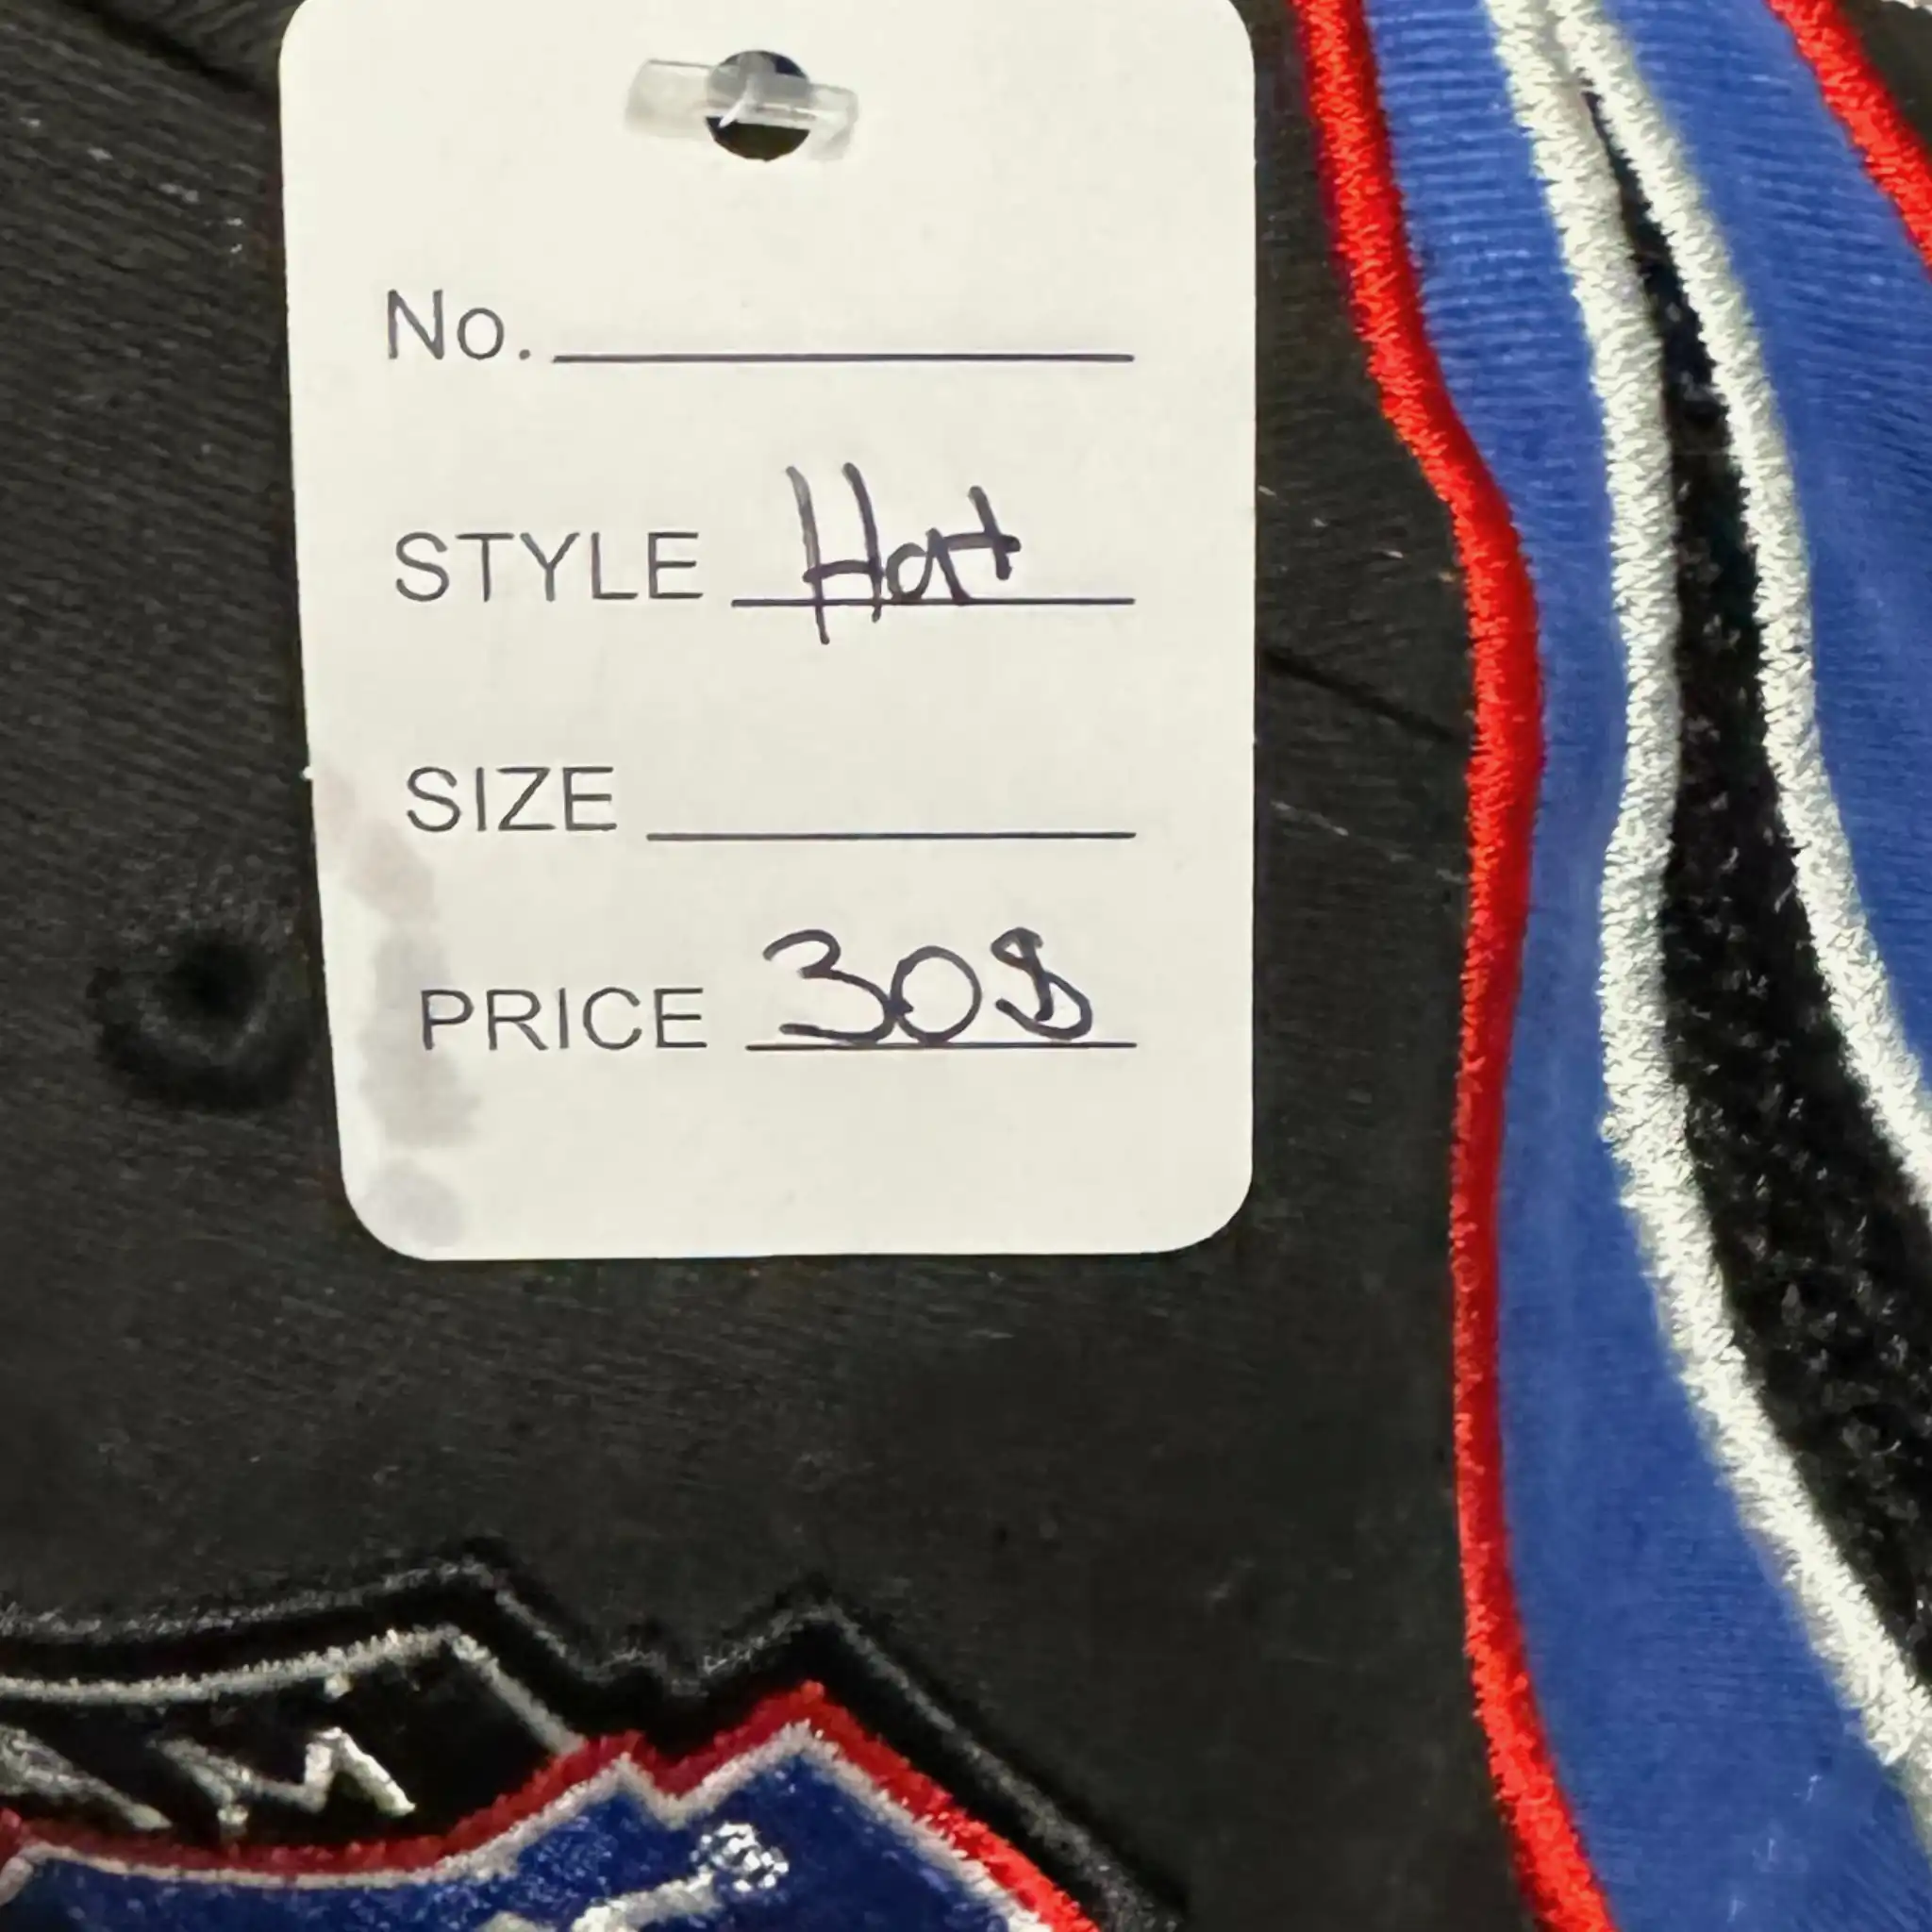 No.
STYLE Hat
SIZE
PRICE 30$